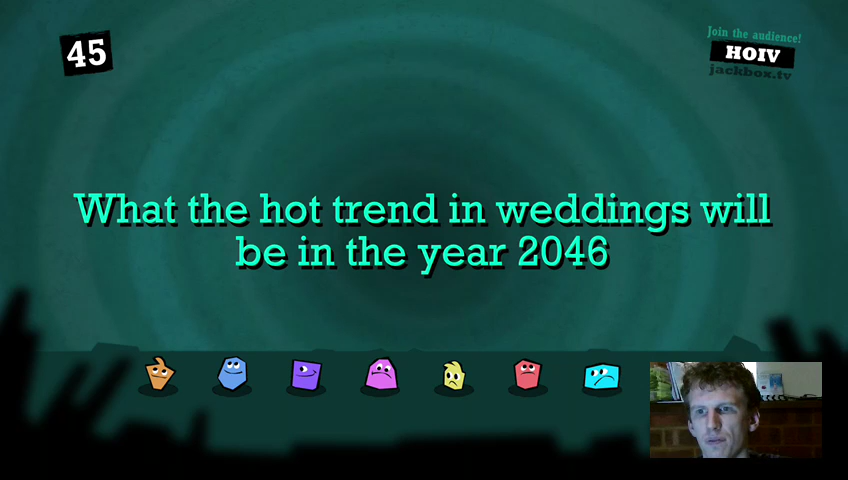 45
Join the audience!
HOIV
jackbox.tv
What the hot trend in weddings will
be in the year 2046